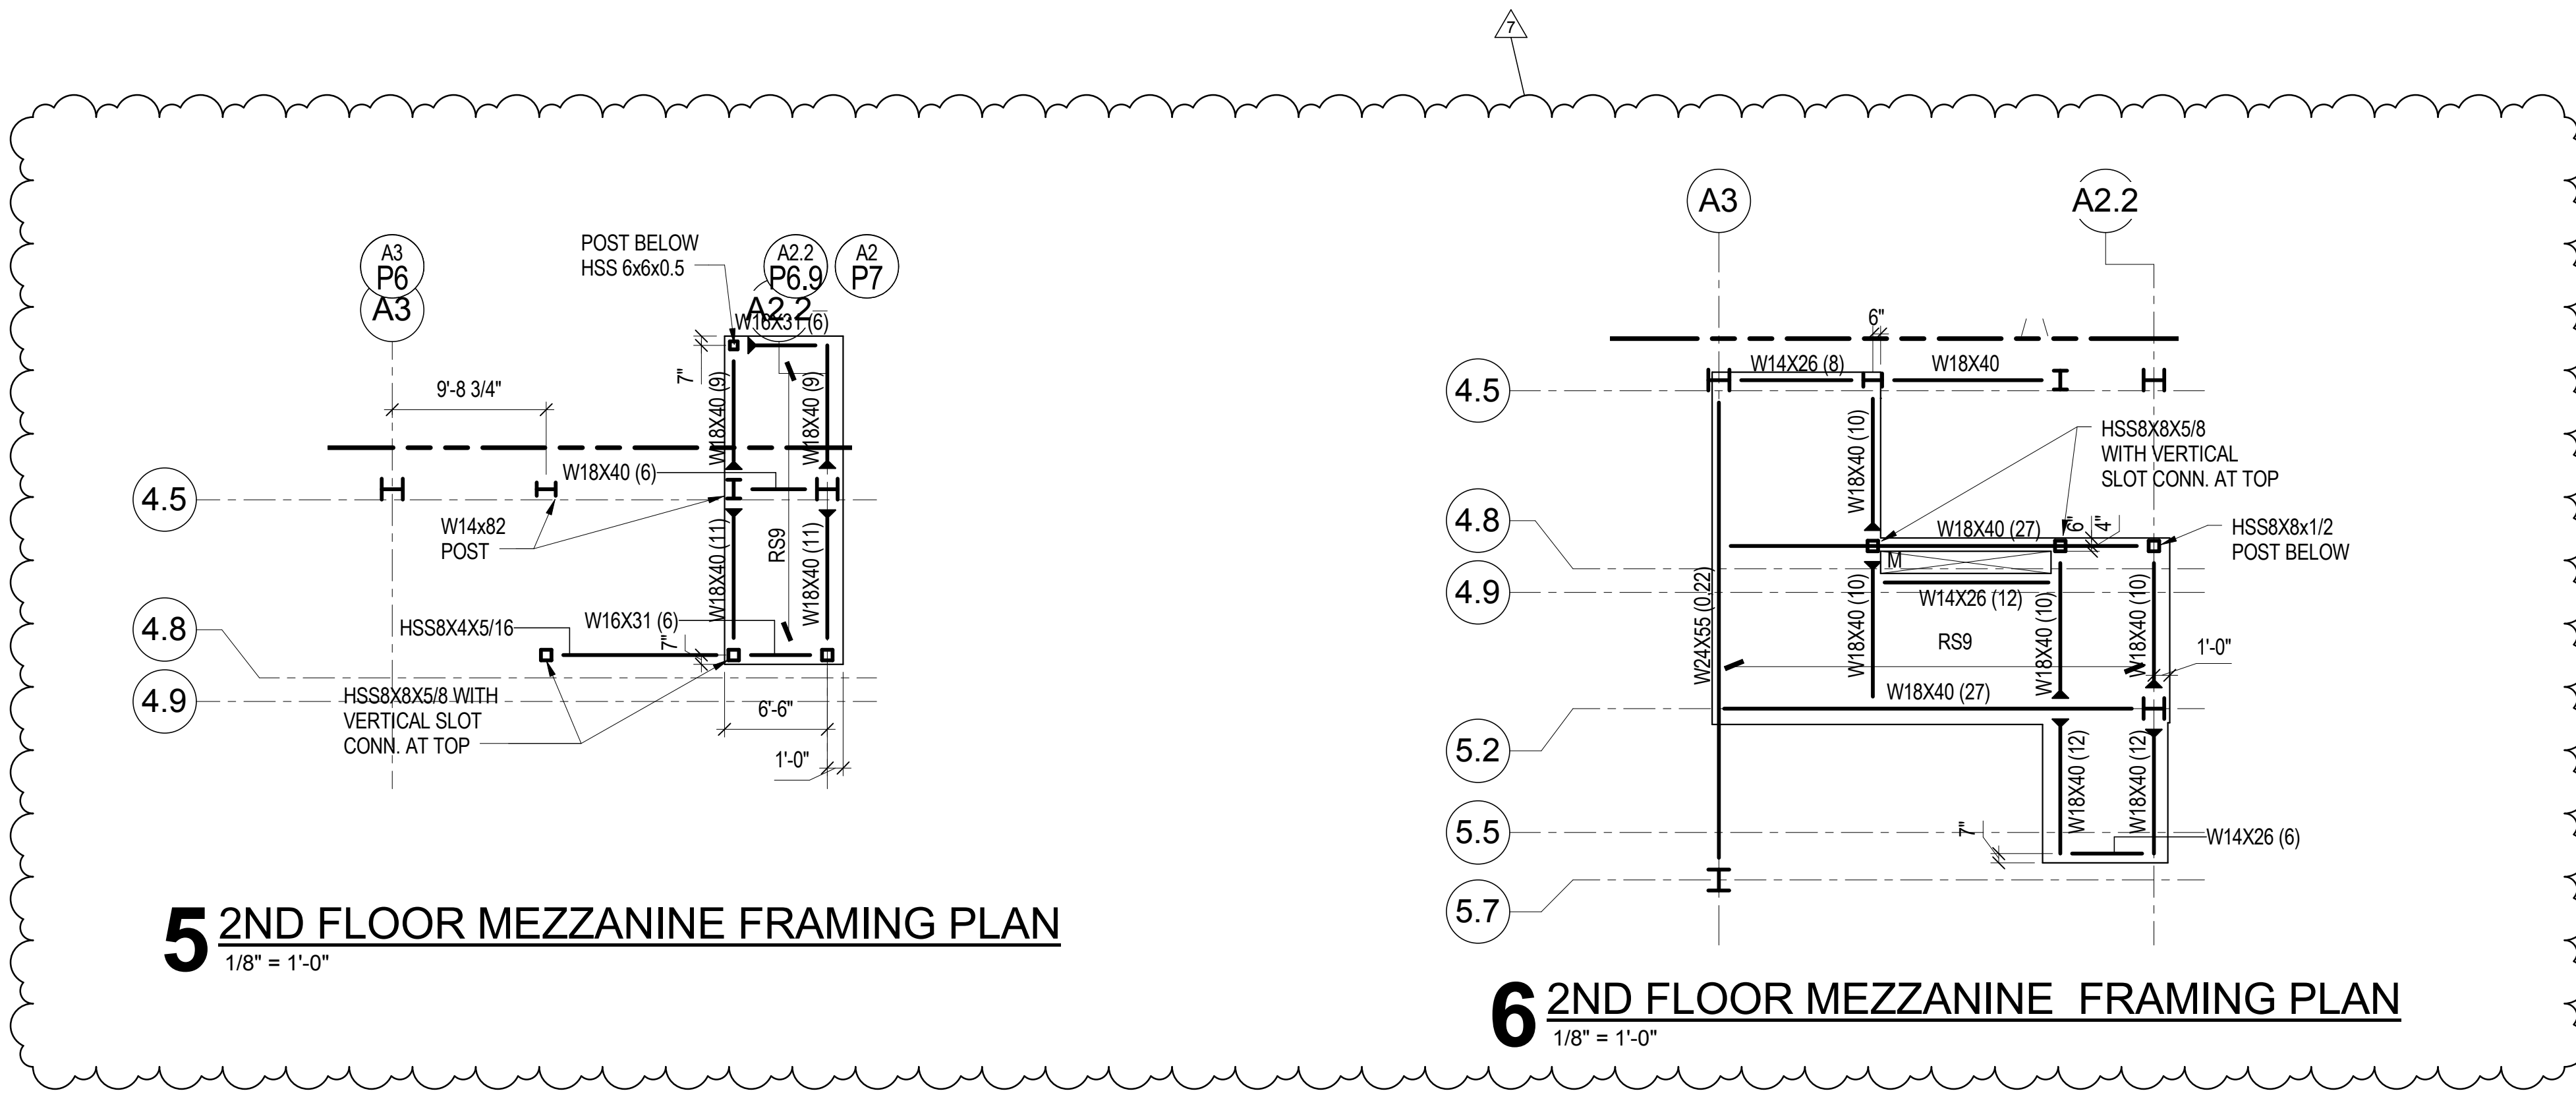 7
A3
P6
A3
POST BELOW
HSS 6x6x0.5
A2.2
P6.9
A2.2
A2
P7
W16X31 (6)
7"
9'-8 3/4"
W18X40 (9)
W18X40 (9)
W18X40 (6)
4.5
W14x82
POST
W18X40 (11)
RS9
W18X40 (11)
4.8
HSS8X4X5/16
W16X31 (6)
7"
4.9
HSS8X8X5/8 WITH
VERTICAL SLOT
CONN. AT TOP
6'-6"
1'-0"
5 2ND FLOOR MEZZANINE FRAMING PLAN
1/8" = 1'-0"
A3
A2.2
6"
W14X26 (8)
W18X40
4.5
W18X40 (10)
HSS8X8X5/8
WITH VERTICAL
SLOT CONN. AT TOP
4.8
W18X40 (27)
6"
4"
HSS8X8x1/2
POST BELOW
M
4.9
W24X55 (0.22)
W18X40 (10)
W14X26 (12)
W18X40 (10)
W18X40 (10)
RS9
1'-0"
W18X40 (27)
5.2
W18X40 (12)
W18X40 (12)
5.5
7"
W14X26 (6)
5.7
6 2ND FLOOR MEZZANINE FRAMING PLAN
1/8" = 1'-0"